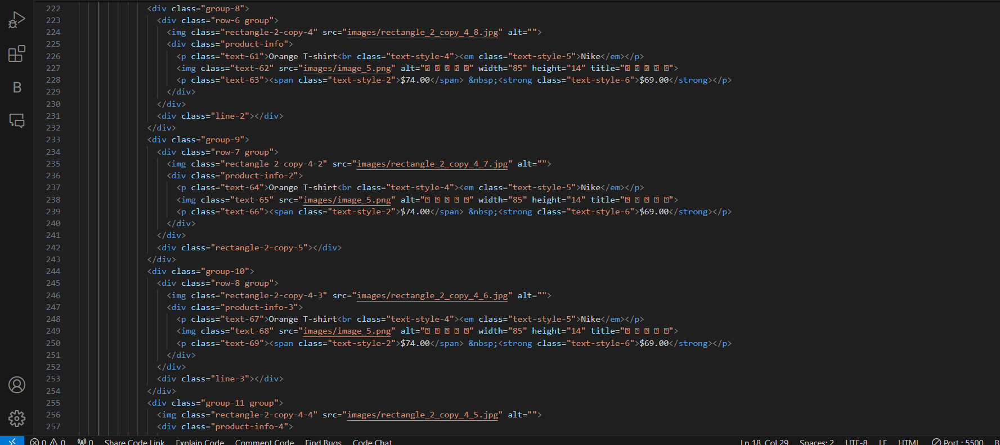 222 <div class="group-8">
223 <div class="row-6 group">
224 <img class="rectangle-2-copy-4" src="images/rectangle_2_copy_4_8.jpg" alt="">
225 <div class="product-info">
226 <p class="text-61">Orange T-shirt<br class="text-style-4"><em class="text-style-5">Nike</em></p>
227 <img class="text-62" src="images/image_5.png" alt="     " width="85" height="14" title="     ">
228 <p class="text-63"><span class="text-style-2">$74.00</span> &nbsp;<strong class="text-style-6">$69.00</strong></p>
229 </div>
230 </div>
231 <div class="line-2"></div>
232 </div>
233 <div class="group-9">
234 <div class="row-7 group">
235 <img class="rectangle-2-copy-4-2" src="images/rectangle_2_copy_4_7.jpg" alt="">
236 <div class="product-info-2">
237 <p class="text-64">Orange T-shirt<br class="text-style-4"><em class="text-style-5">Nike</em></p>
238 <img class="text-65" src="images/image_5.png" alt="     " width="85" height="14" title="     ">
239 <p class="text-66"><span class="text-style-2">$74.00</span> &nbsp;<strong class="text-style-6">$69.00</strong></p>
240 </div>
241 </div>
242 <div class="rectangle-2-copy-5"></div>
243 </div>
244 <div class="group-10">
245 <div class="row-8 group">
246 <img class="rectangle-2-copy-4-3" src="images/rectangle_2_copy_4_6.jpg" alt="">
247 <div class="product-info-3">
248 <p class="text-67">Orange T-shirt<br class="text-style-4"><em class="text-style-5">Nike</em></p>
249 <img class="text-68" src="images/image_5.png" alt="     " width="85" height="14" title="     ">
250 <p class="text-69"><span class="text-style-2">$74.00</span> &nbsp;<strong class="text-style-6">$69.00</strong></p>
251 </div>
252 </div>
253 <div class="line-3"></div>
254 </div>
255 <div class="group-11 group">
256 <img class="rectangle-2-copy-4-4" src="images/rectangle_2_copy_4_5.jpg" alt="">
257 <div class="product-info-4">
0 0 0 Share Code Link Explain Code Comment Code Find Bugs Code Chat Ln 18, Col 29 Spaces: 2 UTF-8 LF HTML Port : 5500 B